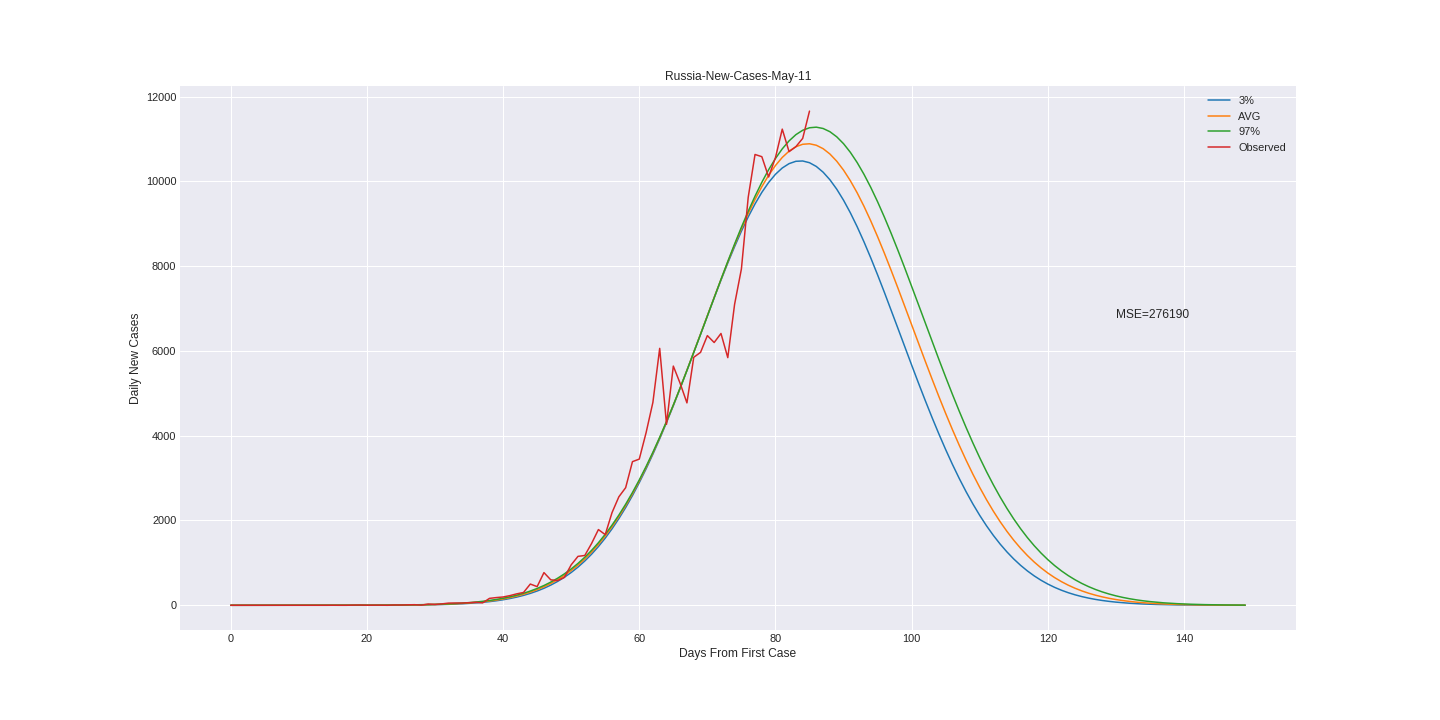 Russia-New-Cases-May-11
12000
10000
8000
6000
4000
2000
0
Daily New Cases
3%
AVG
97%
Observed
MSE=276190
0 20 40 60 80 100 120 140
Days From First Case